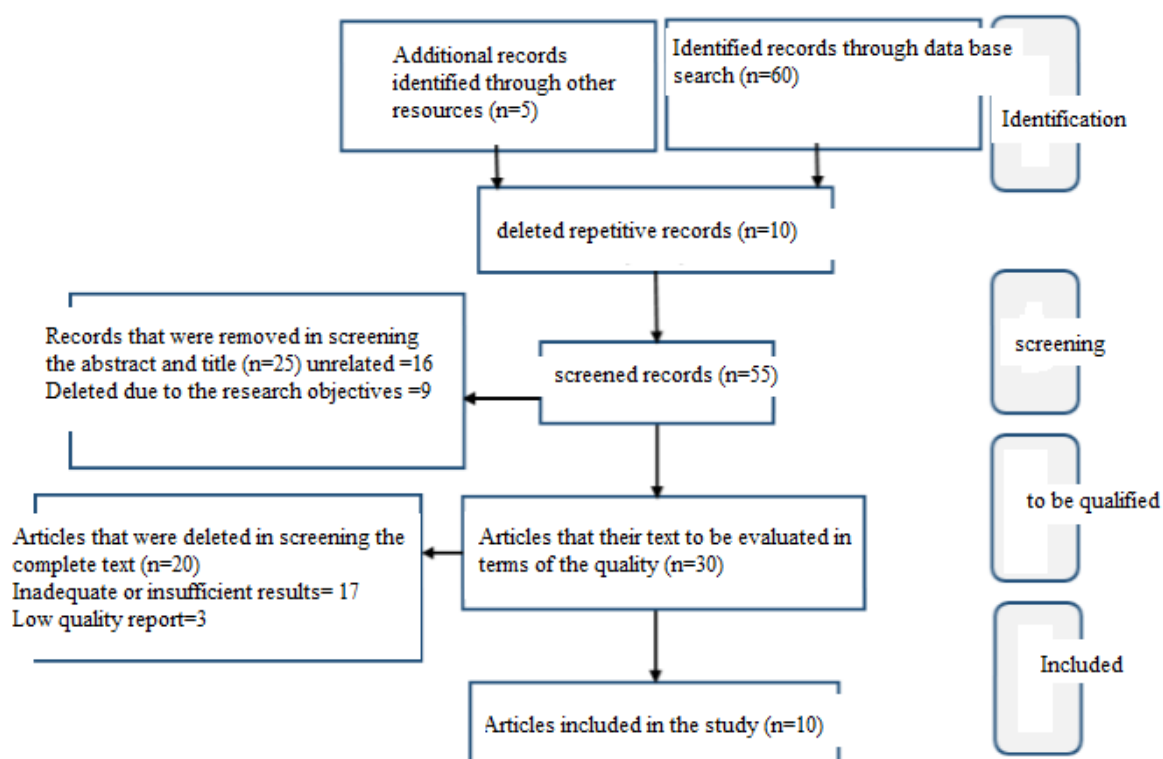 Additional records
identified through other
resources (n=5)
Identified records through data base
search (n=60)
Identification
deleted repetitive records (n=10)
Records that were removed in screening
the abstract and title (n=25) unrelated =16
Deleted due to the research objectives =9
screened records (n=55)
screening
Articles that were deleted in screening the
complete text (n=20)
Inadequate or insufficient results= 17
Low quality report=3
Articles that their text to be evaluated in
terms of the quality (n=30)
to be qualified
Articles included in the study (n=10)
Included